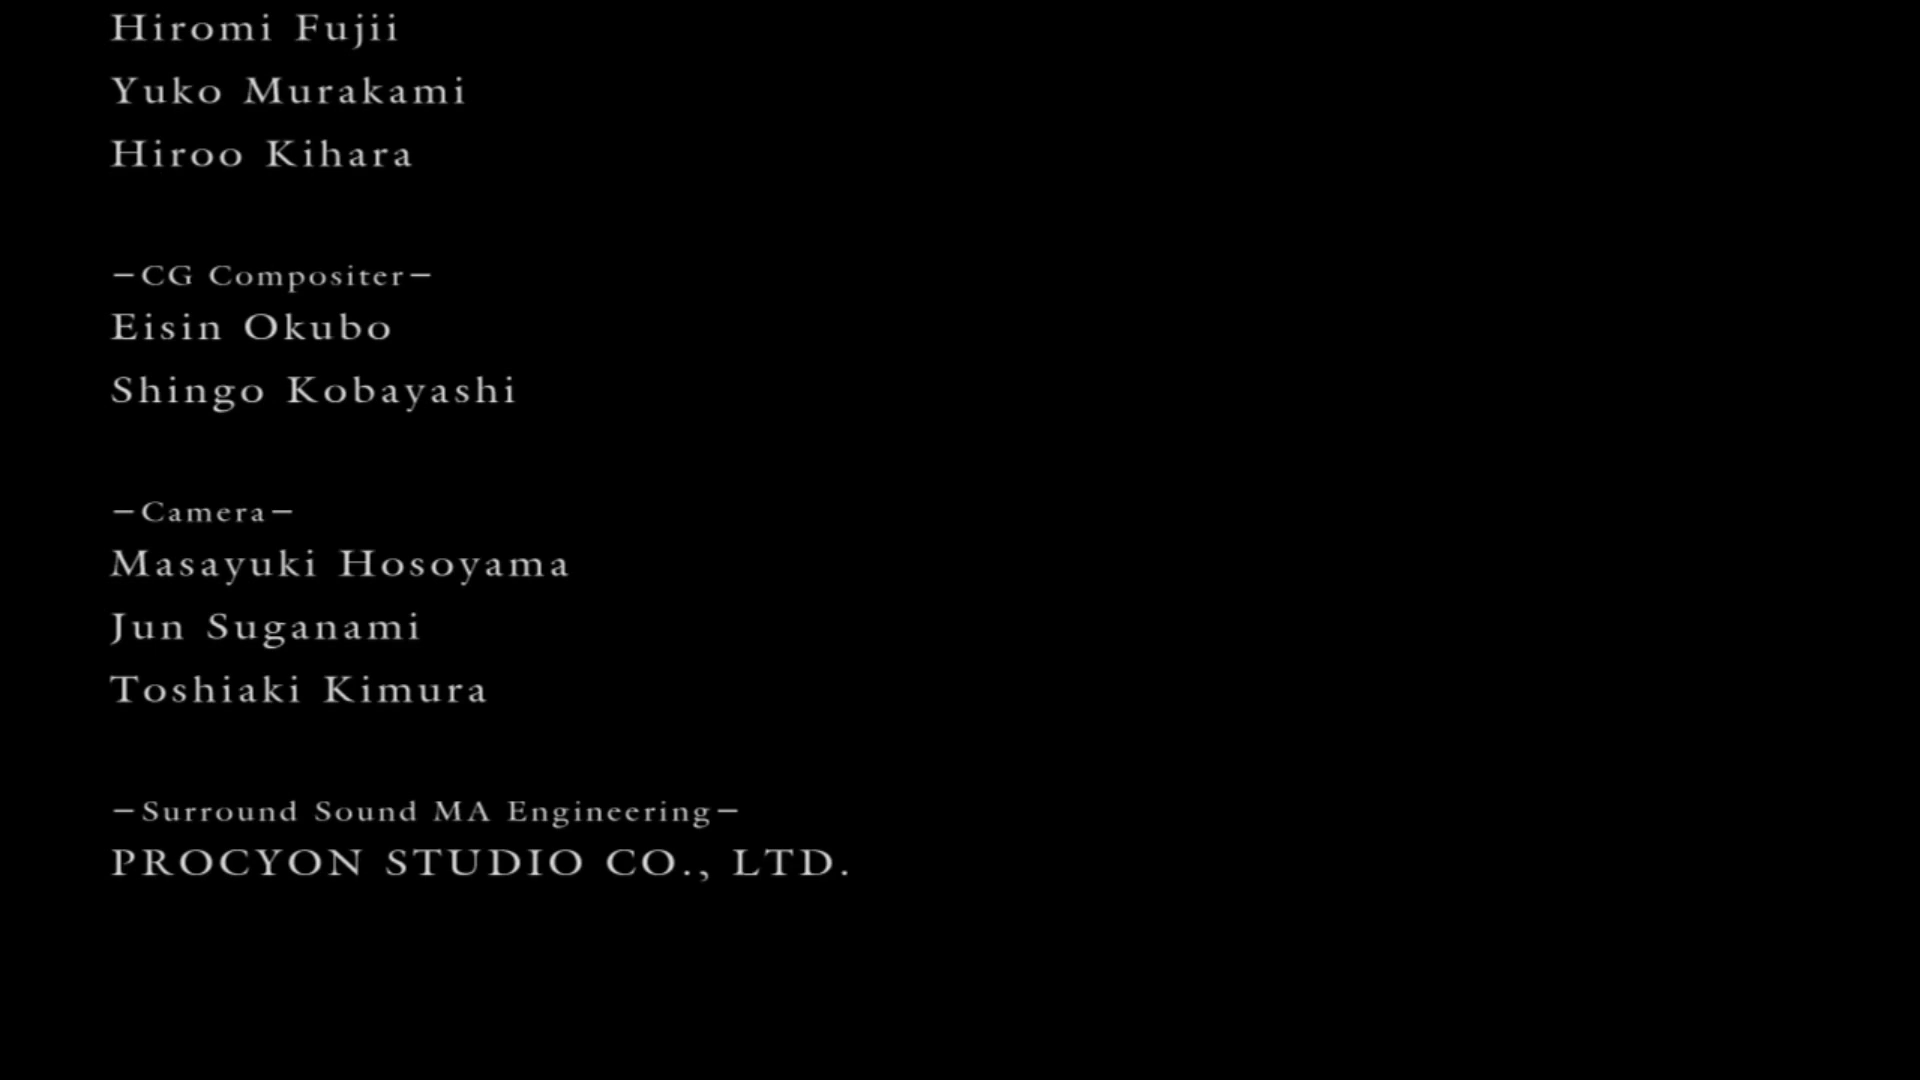 Hiromi Fujii
Yuko Murakami
Hiroo Kihara
−CG Compositer−
Eisin Okubo
Shingo Kobayashi
−Camera−
Masayuki Hosoyama
Jun Suganami
Toshiaki Kimura
−Surround Sound MA Engineering−
PROCYON STUDIO CO., LTD.